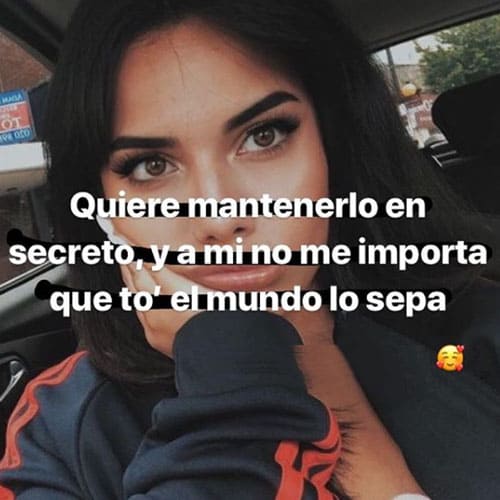 Quiere mantenerlo en
secreto, y a mi no me importa
que to' el mundo lo sepa